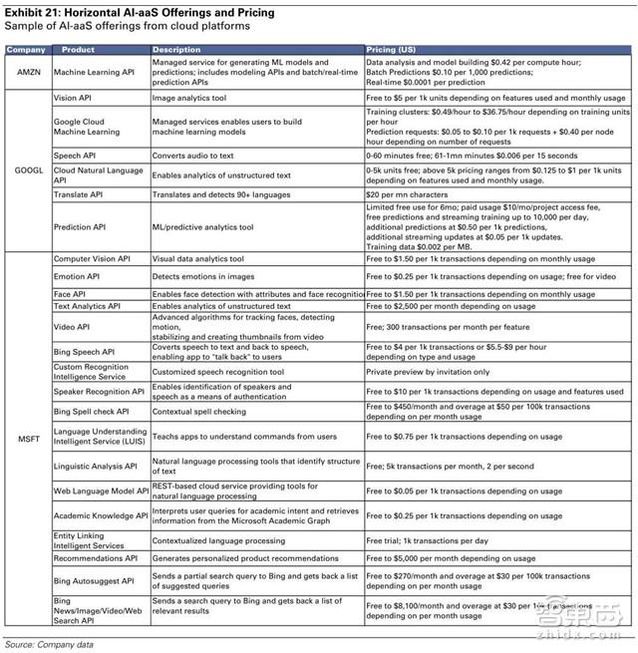 Exhibit 21: Horizontal AI-aaS Offerings and Pricing
Sample of AI-aaS offerings from cloud platforms
Company Product Description Pricing (US)
AMZN Machine Learning API Managed service for generating ML models and predictions; includes modeling APIs and batch/real-time prediction APIs Data analysis and model building $0.42 per compute hour; Batch Predictions $0.10 per 1,000 predictions; Real-time $0.0001 per prediction
GOOGL
Vision API Image analytics tool Free to $5 per 1k units depending on features used and monthly usage
Google Cloud Machine Learning Managed services enables users to build machine learning models Training clusters: $0.49/hour to $36.75/hour depending on training units per hour Prediction requests: $0.05 to $0.10 per 1k requests + $0.40 per node hour depending on number of requests
Speech API Converts audio to text 0-60 minutes free; 61-1mn minutes $0.006 per 15 seconds
Cloud Natural Language API Enables analytics of unstructured text 0-5k units free; above 5k pricing ranges from $0.125 to $1 per 1k units depending on features used and monthly usage.
Translate API Translates and detects 90+ languages $20 per mn characters
Prediction API ML/predictive analytics tool Limited free use for 6mo; paid usage $10/mo/project access fee, free predictions and streaming training up to 10,000 per day, additional predictions at $0.50 per 1k predictions, additional streaming updates at $0.05 per 1k updates. Training data $0.002 per MB.
MSFT
Computer Vision API Visual data analytics tool Free to $1.50 per 1k transactions depending on monthly usage
Emotion API Detects emotions in images Free to $0.25 per 1k transactions depending on usage; free for video
Face API Enables face detection with attributes and face recognition Free to $1.50 per 1k transactions depending on monthly usage
Text Analytics API Enables analytics of unstructured text Free to $2,500 per month depending on usage
Video API Advanced algorithms for tracking faces, detecting motion, stabilizing and creating thumbnails from video Free; 300 transactions per month per feature
Bing Speech API Coverts speech to text and back to speech, enabling app to "talk back" to users Free to $4 per 1k transactions or $5.5-$9 per hour depending on type and usage
Custom Recognition Intelligence Service Customized speech recognition tool Private preview by invitation only
Speaker Recognition API Enables identification of speakers and speech as a means of authentication Free to $10 per 1k transactions depending on usage and features used
Bing Spell check API Contextual spell checking Free to $450/month and overage at $50 per 100k transactions depending on per month usage
Language Understanding Intelligent Service (LUIS) Teachs apps to understand commands from users Free to $0.75 per 1k transactions depending on usage
Linguistic Analysis API Natural language processing tools that identify structure of text Free; 5k transactions per month, 2 per second
Web Language Model API REST-based cloud service providing tools for natural language processing Free to $0.05 per 1k transactions depending on usage
Academic Knowledge API Interprets user queries for academic intent and retrieves information from the Microsoft Academic Graph Free to $0.25 per 1k transactions depending on usage
Entity Linking Intelligent Services Contextualized language processing Free trial; 1k transactions per day
Recommendations API Generates personalized product recommendations Free to $5,000 per month depending on usage
Bing Autosuggest API Sends a partial search query to Bing and gets back a list of suggested queries Free to $270/month and overage at $30 per 100k transactions depending on per month usage
Bing News/Image/Video/Web Search API Sends a search query to Bing and gets back a list of relevant results Free to $8,100/month and overage at $30 per transactions depending on per month usage
智東西
zhidx.com
Source: Company data